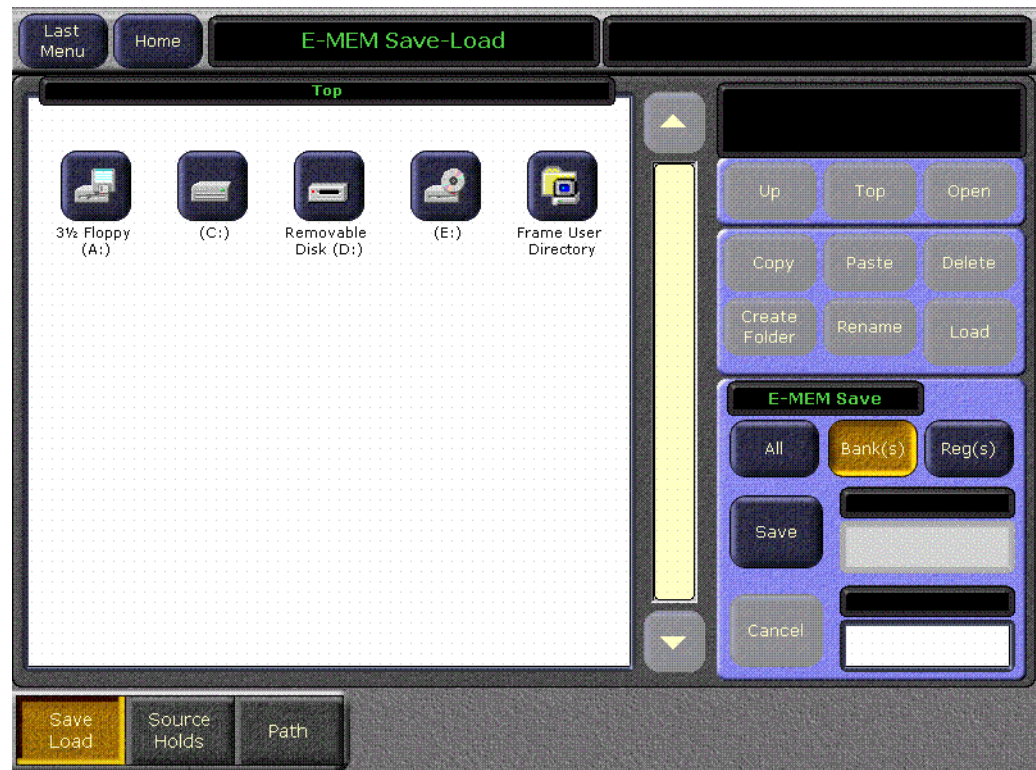 Last
Menu
Home
E-MEM Save-Load
Top
3½ Floppy
(A:)
(C:)
Removable
Disk (D:)
(E:)
Frame User
Directory
Up
Top
Open
Copy
Paste
Delete
Create
Folder
Rename
Load
E-MEM Save
All
Bank(s)
Reg(s)
Save
Cancel
Save
Load
Source
Holds
Path